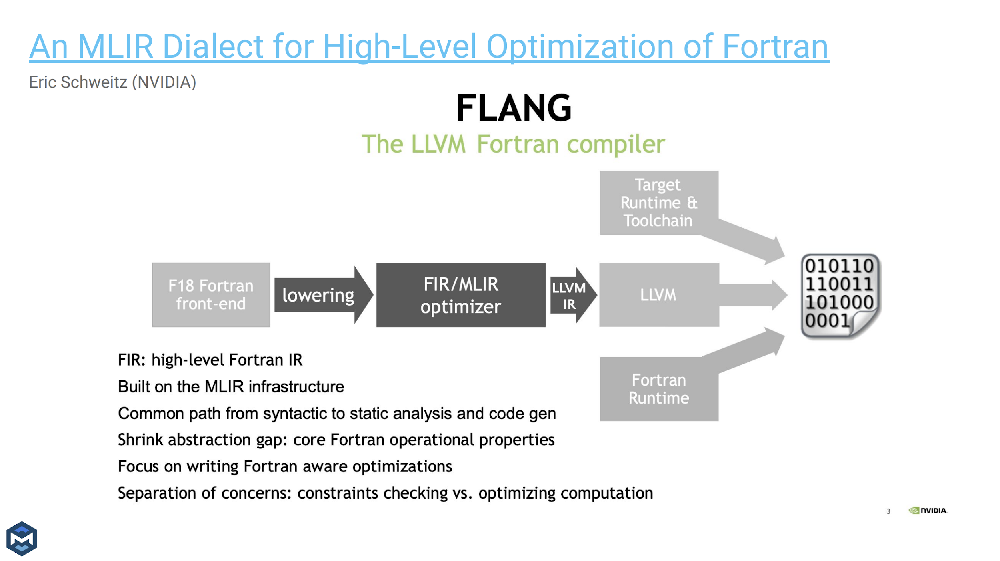 An MLIR Dialect for High-Level Optimization of Fortran
Eric Schweitz (NVIDIA)
FLANG
The LLVM Fortran compiler
Target
Runtime &
Toolchain
F18 Fortran
front-end
lowering
FIR/MLIR
optimizer
LLVM
IR
LLVM
010110
110011
101000
0001
Fortran
Runtime
FIR: high-level Fortran IR
Built on the MLIR infrastructure
Common path from syntactic to static analysis and code gen
Shrink abstraction gap: core Fortran operational properties
Focus on writing Fortran aware optimizations
Separation of concerns: constraints checking vs. optimizing computation
3
NVIDIA.